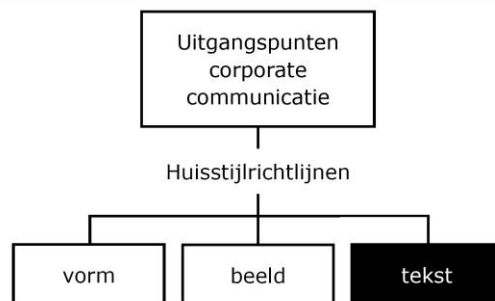 Uitgangspunten
corporate
communicatie
Huisstijlrichtlijnen
vorm
beeld
tekst